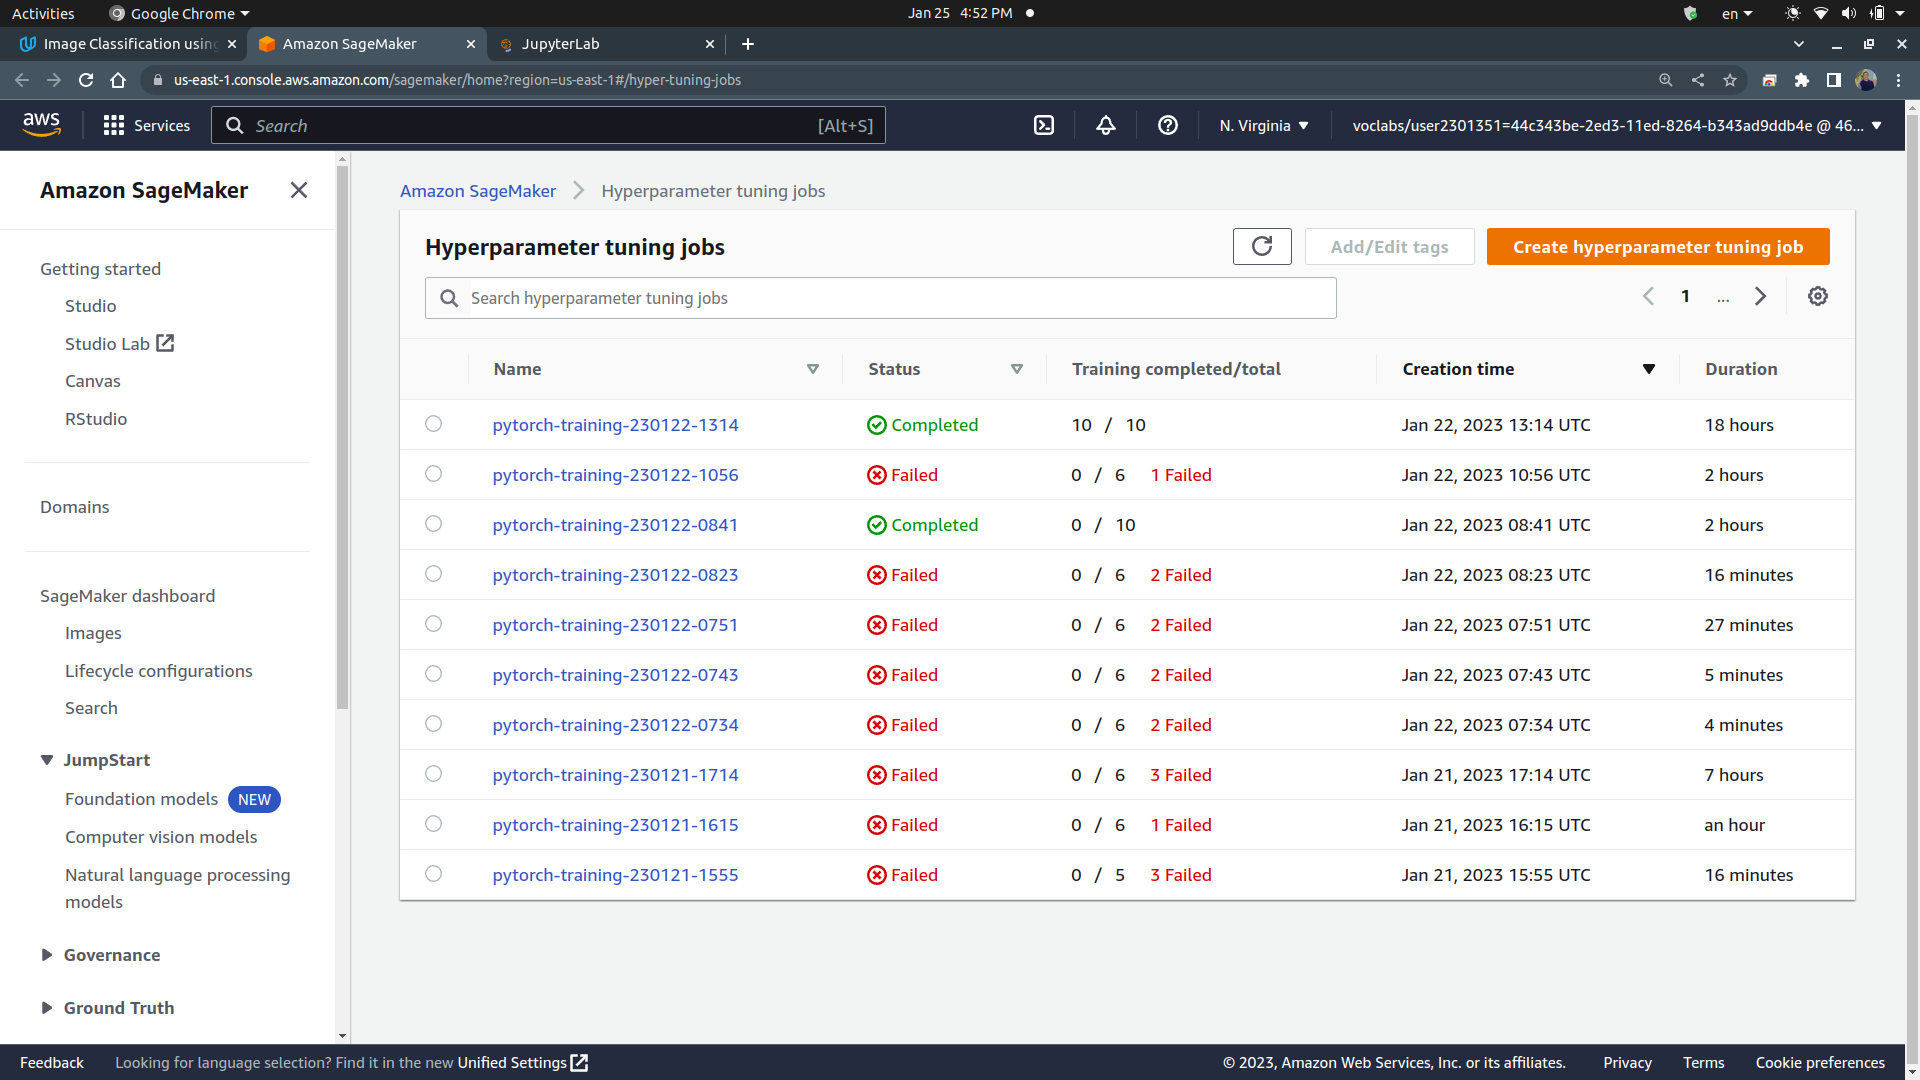 Activities Google Chrome Jan 25 4:52 PM en
Image Classification using Amazon SageMaker JupyterLab
us-east-1.console.aws.amazon.com/sagemaker/home?region=us-east-1#/hyper-tuning-jobs
aws Services Search [Alt+S] N. Virginia voclabs/user2301351=44c343be-2ed3-11ed-8264-b343ad9ddb4e @ 46...
Amazon SageMaker
Getting started
Studio
Studio Lab
Canvas
RStudio
Domains
SageMaker dashboard
Images
Lifecycle configurations
Search
JumpStart
Foundation models NEW
Computer vision models
Natural language processing
models
Governance
Ground Truth
Amazon SageMaker Hyperparameter tuning jobs
Hyperparameter tuning jobs Add/Edit tags Create hyperparameter tuning job
Search hyperparameter tuning jobs 1 ...
Name Status Training completed/total Creation time Duration
pytorch-training-230122-1314 Completed 10 / 10 Jan 22, 2023 13:14 UTC 18 hours
pytorch-training-230122-1056 Failed 0 / 6 1 Failed Jan 22, 2023 10:56 UTC 2 hours
pytorch-training-230122-0841 Completed 0 / 10 Jan 22, 2023 08:41 UTC 2 hours
pytorch-training-230122-0823 Failed 0 / 6 2 Failed Jan 22, 2023 08:23 UTC 16 minutes
pytorch-training-230122-0751 Failed 0 / 6 2 Failed Jan 22, 2023 07:51 UTC 27 minutes
pytorch-training-230122-0743 Failed 0 / 6 2 Failed Jan 22, 2023 07:43 UTC 5 minutes
pytorch-training-230122-0734 Failed 0 / 6 2 Failed Jan 22, 2023 07:34 UTC 4 minutes
pytorch-training-230121-1714 Failed 0 / 6 3 Failed Jan 21, 2023 17:14 UTC 7 hours
pytorch-training-230121-1615 Failed 0 / 6 1 Failed Jan 21, 2023 16:15 UTC an hour
pytorch-training-230121-1555 Failed 0 / 5 3 Failed Jan 21, 2023 15:55 UTC 16 minutes
Feedback Looking for language selection? Find it in the new Unified Settings © 2023, Amazon Web Services, Inc. or its affiliates. Privacy Terms Cookie preferences